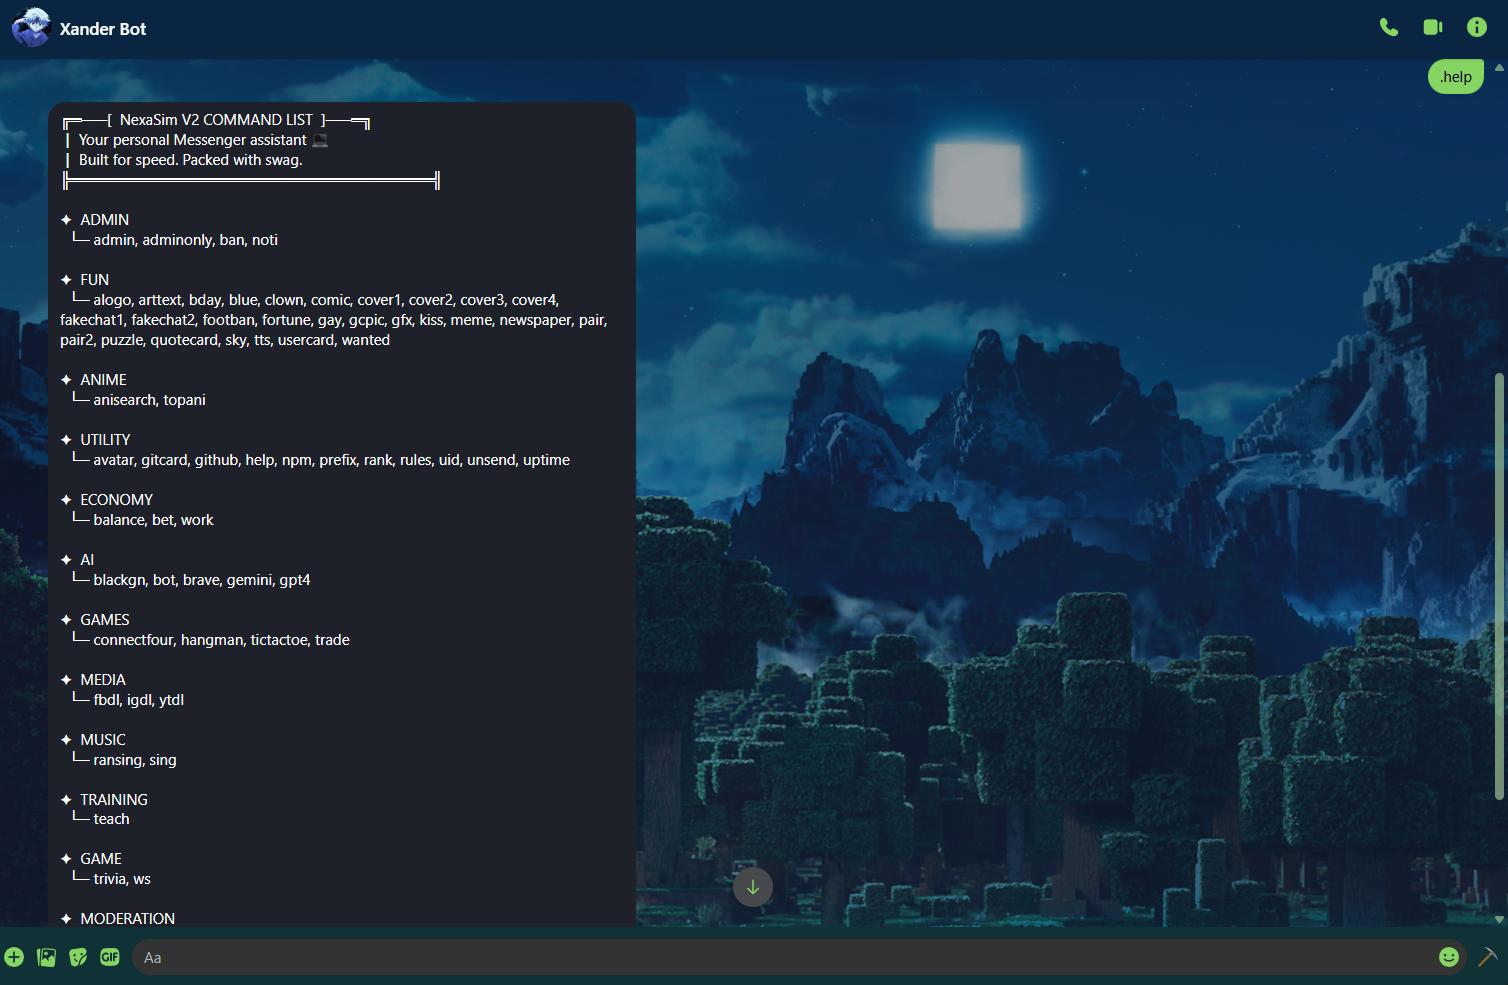 Xander Bot
.help
╔═──[ NexaSim V2 COMMAND LIST ]──═╗
| Your personal Messenger assistant 💻
| Built for speed. Packed with swag.
╠══════════════════════════╣
✦ ADMIN
└─ admin, adminonly, ban, noti
✦ FUN
└─ alogo, arttext, bday, blue, clown, comic, cover1, cover2, cover3, cover4,
fakechat1, fakechat2, footban, fortune, gay, gcpic, gfx, kiss, meme, newspaper, pair,
pair2, puzzle, quotecard, sky, tts, usercard, wanted
✦ ANIME
└─ anisearch, topani
✦ UTILITY
└─ avatar, gitcard, github, help, npm, prefix, rank, rules, uid, unsend, uptime
✦ ECONOMY
└─ balance, bet, work
✦ AI
└─ blackgn, bot, brave, gemini, gpt4
✦ GAMES
└─ connectfour, hangman, tictactoe, trade
✦ MEDIA
└─ fbdl, igdl, ytdl
✦ MUSIC
└─ ransing, sing
✦ TRAINING
└─ teach
✦ GAME
└─ trivia, ws
✦ MODERATION
GIF
Aa